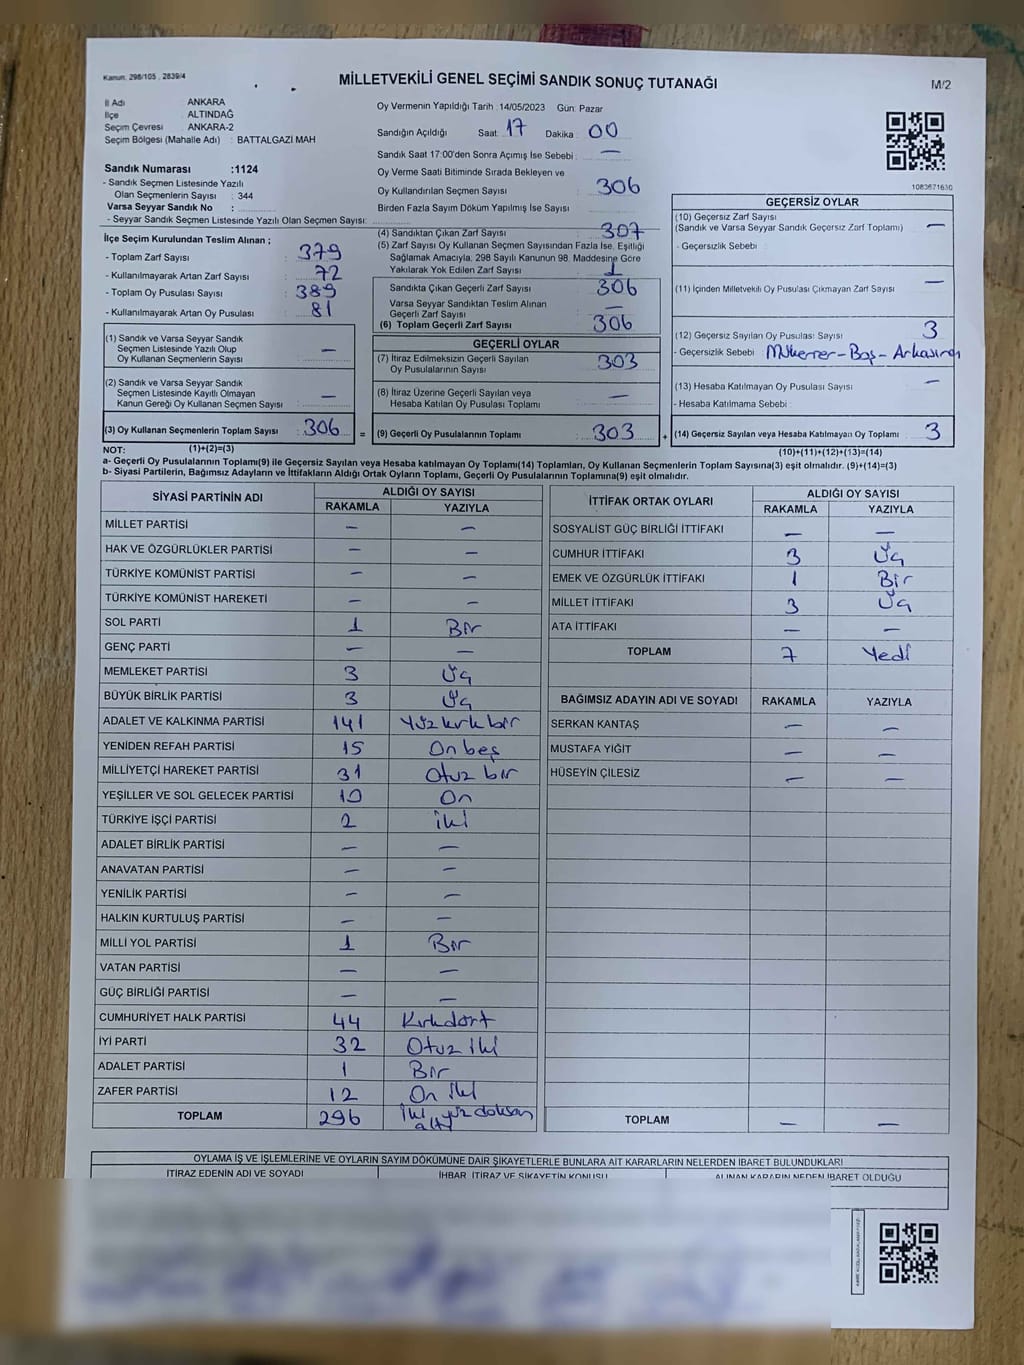 Kanun. 298/105 . 2839/4
MİLLETVEKİLİ GENEL SEÇİMİ SANDIK SONUÇ TUTANAĞI
M/2
İl Adı : ANKARA
İlçe : ALTINDAĞ
Seçim Çevresi : ANKARA-2
Seçim Bölgesi (Mahalle Adı) : BATTALGAZİ MAH
Sandık Numarası :1124
- Sandık Seçmen Listesinde Yazılı
Olan Seçmenlerin Sayısı : 344
Varsa Seyyar Sandık No :
- Seyyar Sandık Seçmen Listesinde Yazılı Olan Seçmen Sayısı:
Oy Vermenin Yapıldığı Tarih :14/05/2023 Gün: Pazar
Sandığın Açıldığı Saat: 17 Dakika : 00
Sandık Saat 17:00'den Sonra Açımış İse Sebebi : —
Oy Verme Saati Bitiminde Sırada Bekleyen ve
Oy Kullandırılan Seçmen Sayısı 306
Birden Fazla Sayım Döküm Yapılmış İse Sayısı
1083671630
İlçe Seçim Kurulundan Teslim Alınan ;
- Toplam Zarf Sayısı : 379
- Kullanılmayarak Artan Zarf Sayısı : 72
- Toplam Oy Pusulası Sayısı : 389
- Kullanılmayarak Artan Oy Pusulası : 81
(1) Sandık ve Varsa Seyyar Sandık
Seçmen Listesinde Yazılı Olup
Oy Kullanan Seçmenlerin Sayısı : —
(2) Sandık ve Varsa Seyyar Sandık
Seçmen Listesinde Kayıtlı Olmayan
Kanun Gereği Oy Kullanan Seçmen Sayısı : —
(3) Oy Kullanan Seçmenlerin Toplam Sayısı : 306
(1)+(2)=(3)
(4) Sandıktan Çıkan Zarf Sayısı : 307
(5) Zarf Sayısı Oy Kullanan Seçmen Sayısından Fazla İse, Eşitliği
Sağlamak Amacıyla; 298 Sayılı Kanunun 98. Maddesine Göre
Yakılarak Yok Edilen Zarf Sayısı : 1
Sandıkta Çıkan Geçerli Zarf Sayısı : 306
Varsa Seyyar Sandıktan Teslim Alınan
Geçerli Zarf Sayısı : —
(6) Toplam Geçerli Zarf Sayısı : 306
GEÇERLİ OYLAR
(7) İtiraz Edilmeksizin Geçerli Sayılan
Oy Pusulalarının Sayısı : 303
(8) İtiraz Üzerine Geçerli Sayılan veya
Hesaba Katılan Oy Pusulası Toplamı : —
= (9) Geçerli Oy Pusulalarının Toplamı : 303
GEÇERSİZ OYLAR
(10) Geçersiz Zarf Sayısı
(Sandık ve Varsa Seyyar Sandık Geçersiz Zarf Toplamı) : —
- Geçersizlik Sebebi :
(11) İçinden Milletvekili Oy Pusulası Çıkmayan Zarf Sayısı : —
(12) Geçersiz Sayılan Oy Pusulası Sayısı : 3
- Geçersizlik Sebebi : Mükerrer-Boş-Arkasından
(13) Hesaba Katılmayan Oy Pusulası Sayısı : —
- Hesaba Katılmama Sebebi :
+ (14) Geçersiz Sayılan veya Hesaba Katılmayan Oy Toplamı : 3
(10)+(11)+(12)+(13)=(14)
NOT:
a- Geçerli Oy Pusulalarının Toplamı(9) ile Geçersiz Sayılan veya Hesaba katılmayan Oy Toplamı(14) Toplamları, Oy Kullanan Seçmenlerin Toplam Sayısına(3) eşit olmalıdır. (9)+(14)=(3)
b- Siyasi Partilerin, Bağımsız Adayların ve İttifakların Aldığı Ortak Oyların Toplamı, Geçerli Oy Pusulalarının Toplamına(9) eşit olmalıdır.
SİYASİ PARTİNİN ADI ALDIĞI OY SAYISI
RAKAMLA YAZIYLA
MİLLET PARTİSİ — —
HAK VE ÖZGÜRLÜKLER PARTİSİ — —
TÜRKİYE KOMÜNİST PARTİSİ — —
TÜRKİYE KOMÜNİST HAREKETİ — —
SOL PARTİ 1 Bir
GENÇ PARTİ — —
MEMLEKET PARTİSİ 3 Üç
BÜYÜK BİRLİK PARTİSİ 3 Üç
ADALET VE KALKINMA PARTİSİ 141 Yüz kırk bir
YENİDEN REFAH PARTİSİ 15 On beş
MİLLİYETÇİ HAREKET PARTİSİ 31 Otuz bir
YEŞİLLER VE SOL GELECEK PARTİSİ 10 On
TÜRKİYE İŞÇİ PARTİSİ 2 iki
ADALET BİRLİK PARTİSİ — —
ANAVATAN PARTİSİ — —
YENİLİK PARTİSİ — —
HALKIN KURTULUŞ PARTİSİ — —
MİLLİ YOL PARTİSİ 1 Bir
VATAN PARTİSİ — —
GÜÇ BİRLİĞİ PARTİSİ — —
CUMHURİYET HALK PARTİSİ 44 Kırkdört
İYİ PARTİ 32 Otuz iki
ADALET PARTİSİ 1 Bir
ZAFER PARTİSİ 12 On iki
TOPLAM 296 iki yüz doksan altı
İTTİFAK ORTAK OYLARI ALDIĞI OY SAYISI
RAKAMLA YAZIYLA
SOSYALİST GÜÇ BİRLİĞİ İTTİFAKI — —
CUMHUR İTTİFAKI 3 Üç
EMEK VE ÖZGÜRLÜK İTTİFAKI 1 Bir
MİLLET İTTİFAKI 3 Üç
ATA İTTİFAKI — —
TOPLAM 7 Yedi
BAĞIMSIZ ADAYIN ADI VE SOYADI RAKAMLA YAZIYLA
SERKAN KANTAŞ — —
MUSTAFA YİĞİT — —
HÜSEYİN ÇİLESİZ — —
TOPLAM — —
OYLAMA İŞ VE İŞLEMLERİNE VE OYLARIN SAYIM DÖKÜMÜNE DAİR ŞİKAYETLERLE BUNLARA AİT KARARLARIN NELERDEN İBARET BULUNDUKLARI
İTİRAZ EDENİN ADI VE SOYADI İHBAR, İTİRAZ VE ŞİKAYETİN KONUSU ALINAN KARARIN NEDEN İBARET OLDUĞU